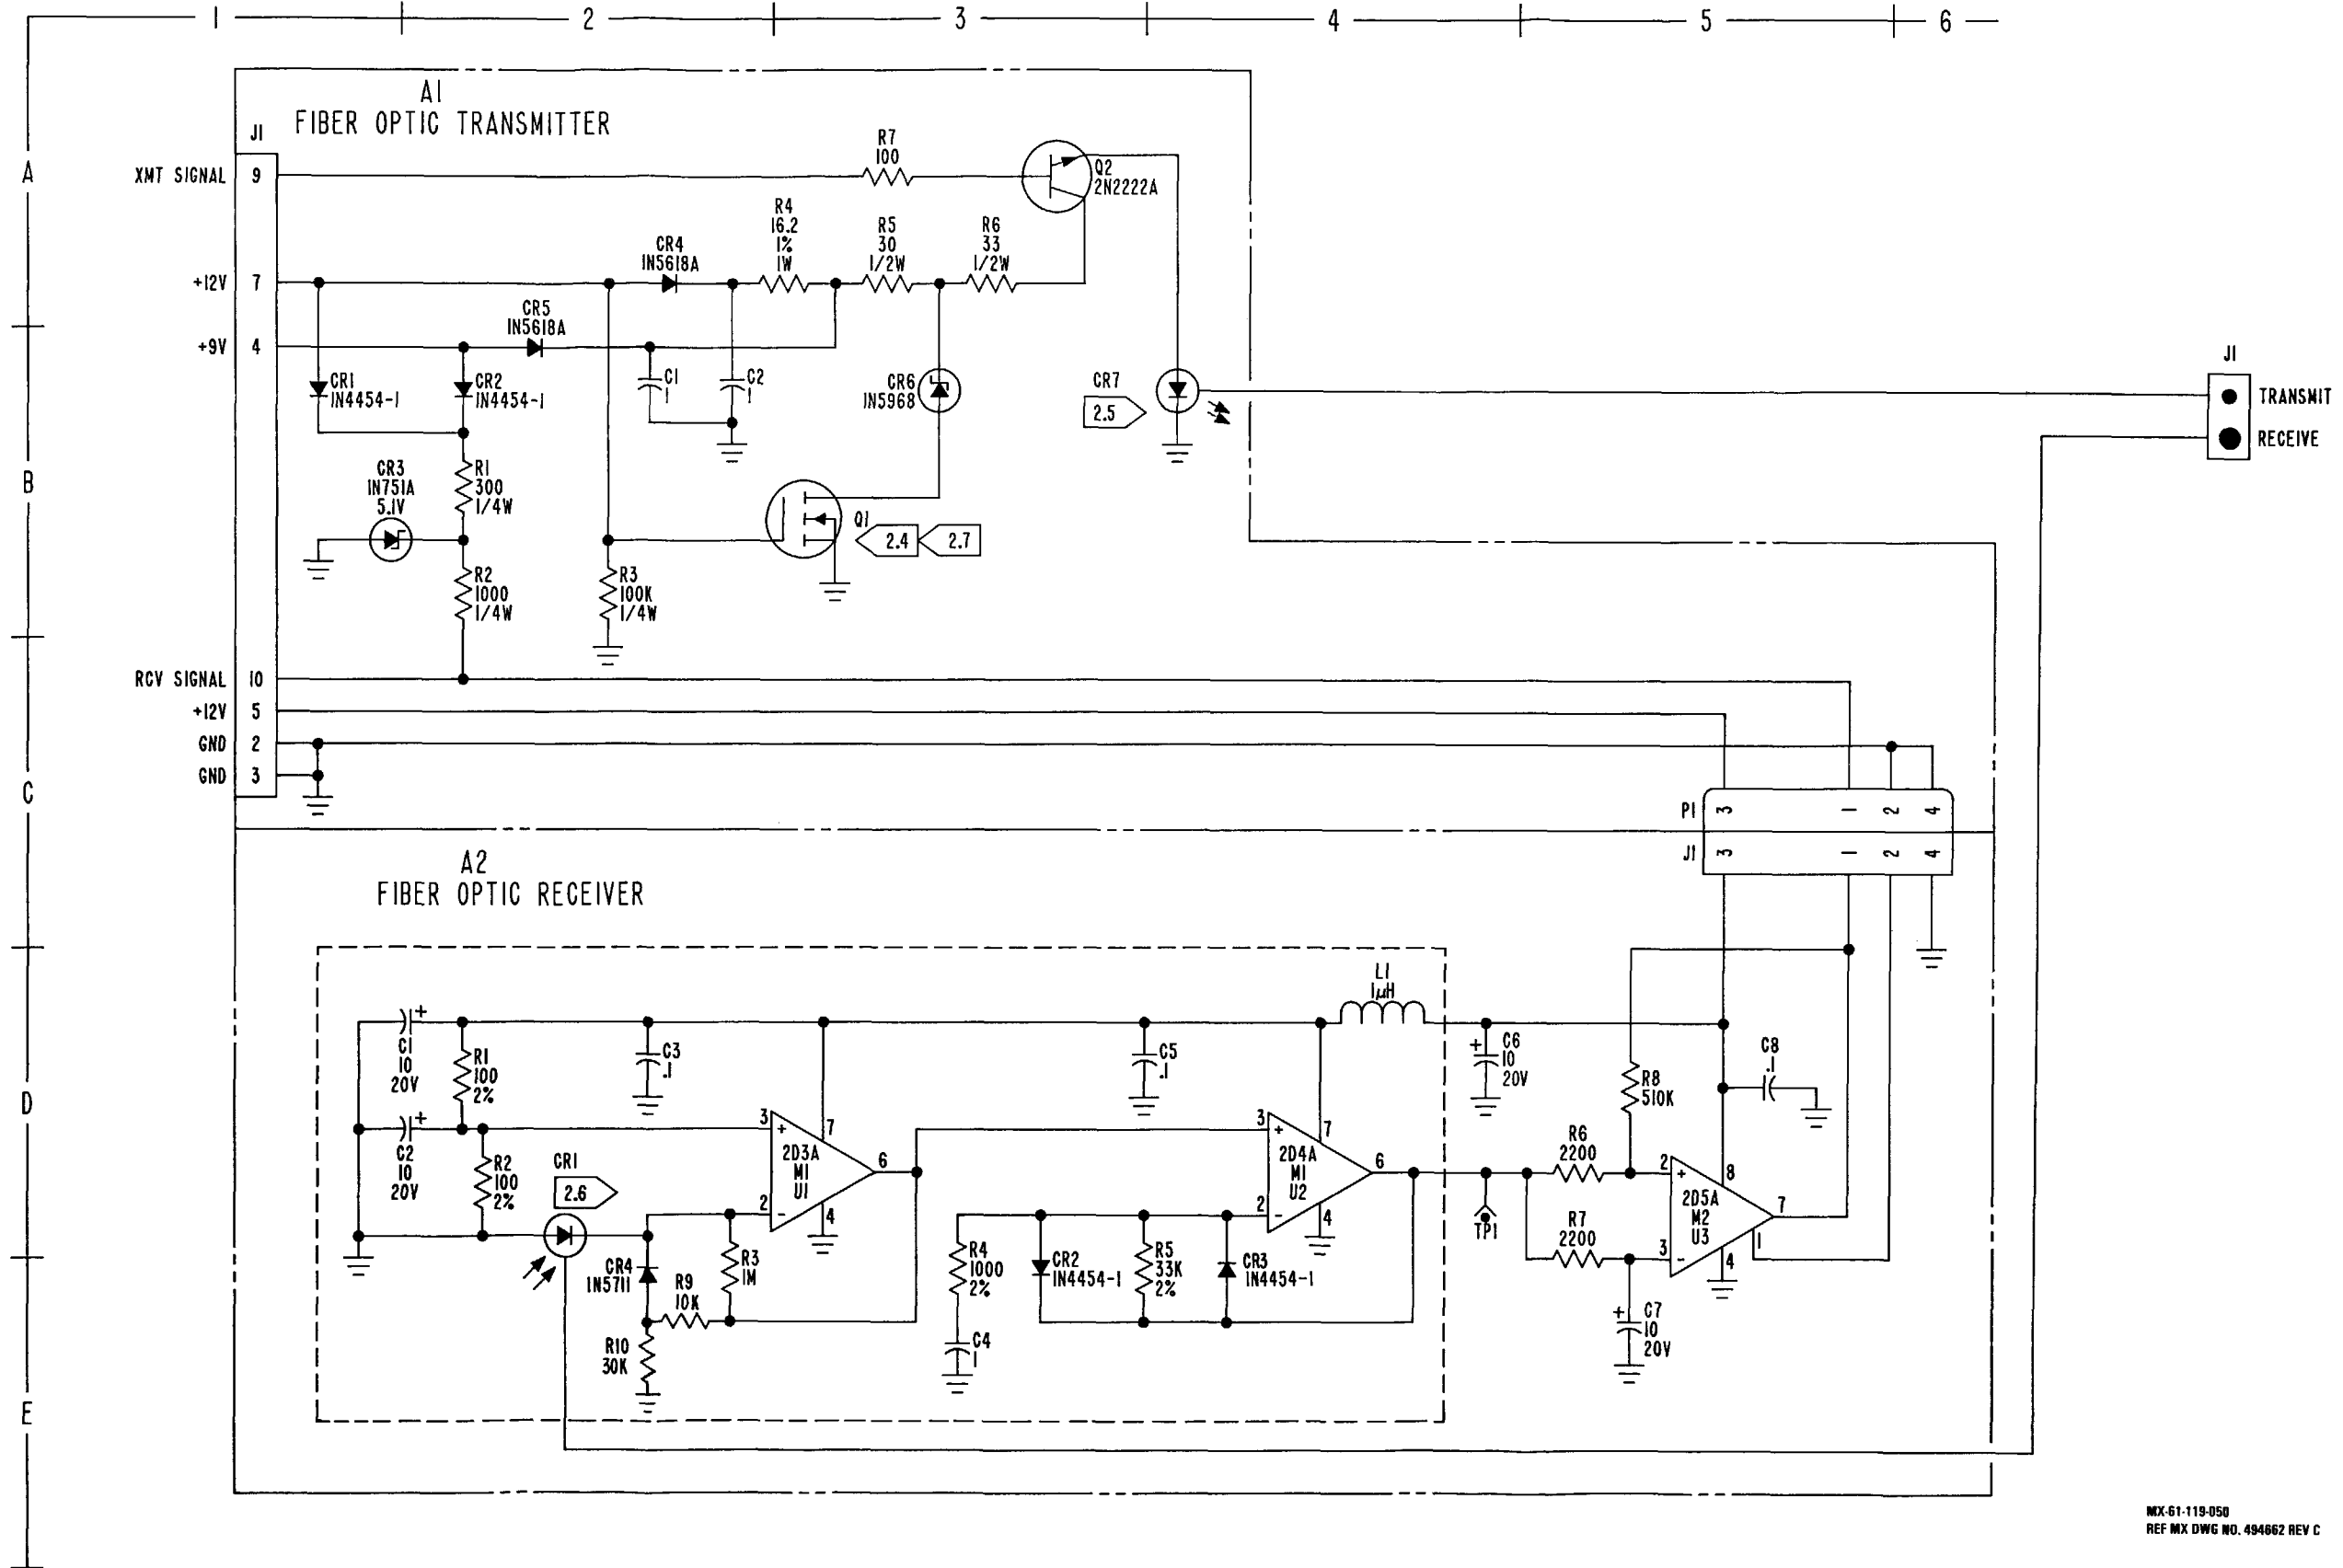 1 2 3 4 5 6
A
B
C
D
E
A1
FIBER OPTIC TRANSMITTER
J1
XMT SIGNAL 9
+12V 7
+9V 4
RCV SIGNAL 10
+12V 5
GND 2
GND 3
R7
100
Q2
2N2222A
R4
16.2
1%
1W
R5
30
1/2W
R6
33
1/2W
CR4
1N5618A
CR5
1N5618A
CR1
1N4454-1
CR2
1N4454-1
C1
1
C2
1
CR6
1N5968
CR7
2.5
J1
TRANSMIT
RECEIVE
CR3
1N751A
5.1V
R1
300
1/4W
Q1
2.4
2.7
R2
1000
1/4W
R3
100K
1/4W
P1 3 1 2 4
J1 3 1 2 4
A2
FIBER OPTIC RECEIVER
L1
1µH
C1
10
20V
R1
100
2%
C3
.1
C5
.1
C6
10
20V
C8
.1
R8
510K
C2
10
20V
R2
100
2%
CR1
2.6
3
+
7
2D3A
M1
U1
6
2
-
4
3
+
7
2D4A
M1
U2
6
2
-
4
R6
2200
R7
2200
TP1
2
+
8
2D5A
M2
U3
7
1
3
-
4
CR4
1N5711
R9
10K
R3
1M
R10
30K
R4
1000
2%
CR2
1N4454-1
R5
33K
2%
CR3
1N4454-1
C4
1
C7
10
20V
MX-61-119-050
REF MX DWG NO. 494662 REV C